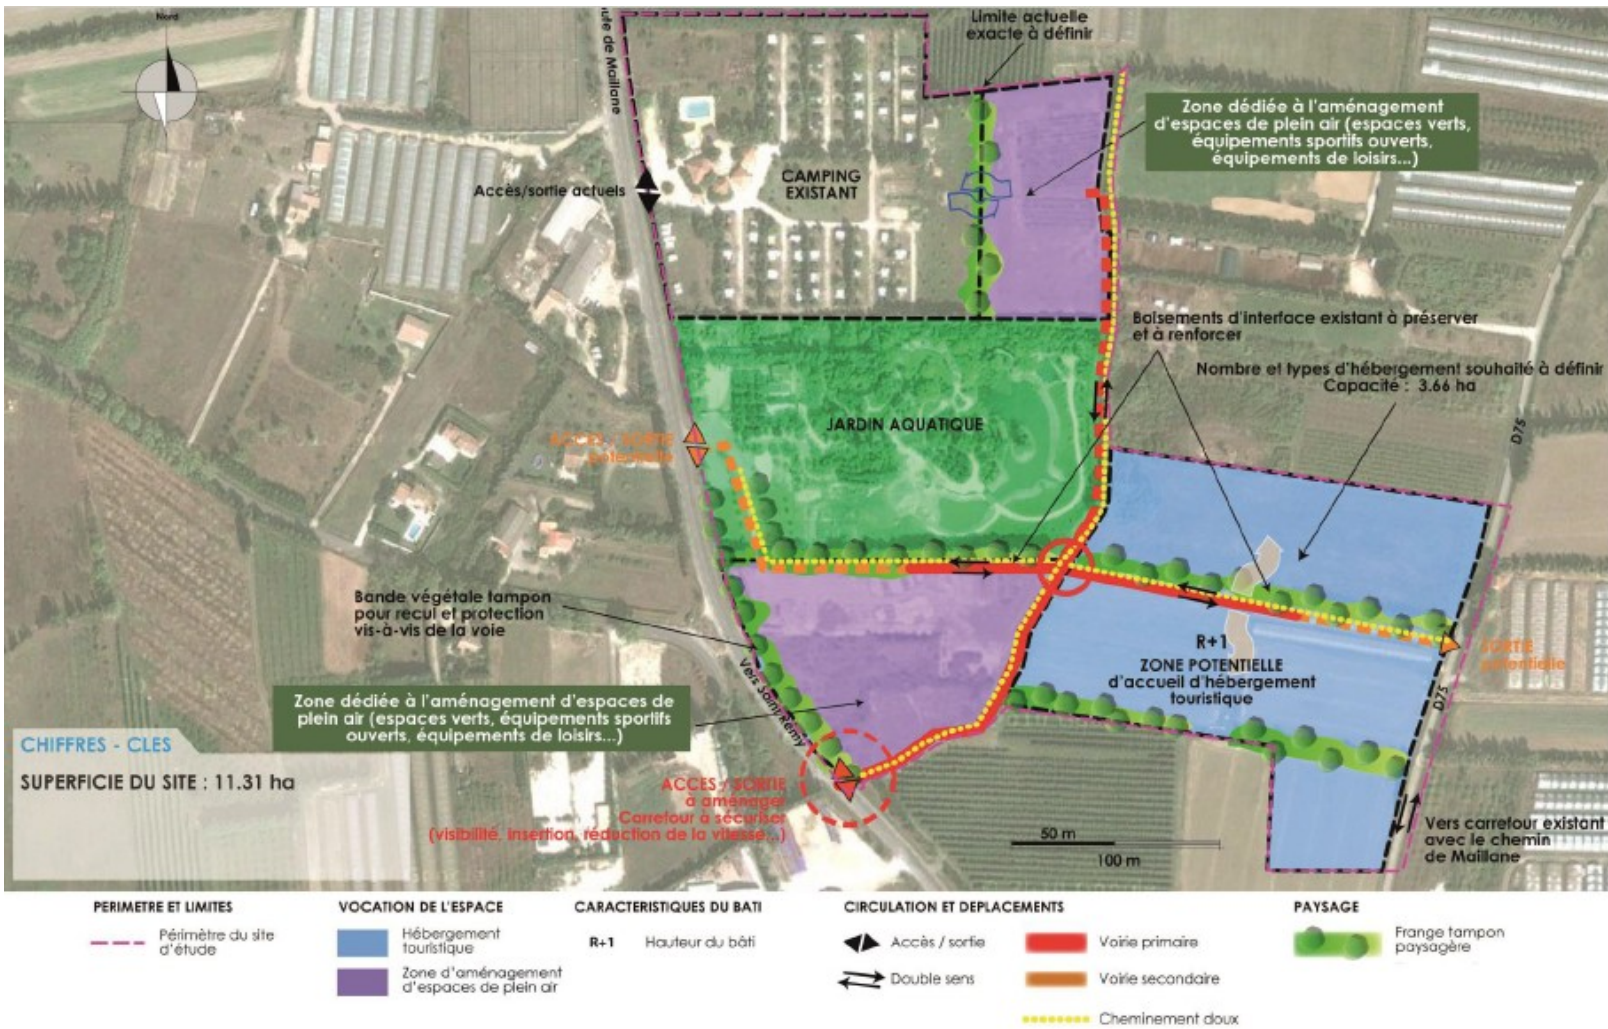 Nord
Limite actuelle
exacte à définir
Zone dédiée à l'aménagement
d'espaces de plein air (espaces verts,
équipements sportifs ouverts,
équipements de loisirs...)
de Maillane
CAMPING
EXISTANT
Accès/sortie actuels
Boisements d'interface existant à préserver
et à renforcer
Nombre et types d'hébergement souhaité à définir
Capacité : 3.66 ha
JARDIN AQUATIQUE
D75
ACCES / SORTIE
potentielle
Bande végétale tampon
pour recul et protection
vis-à-vis de la voie
R+1
ZONE POTENTIELLE
d'accueil d'hébergement
touristique
SORTIE
potentielle
Vers Saint Rémy
D75
Zone dédiée à l'aménagement d'espaces de
plein air (espaces verts, équipements sportifs
ouverts, équipements de loisirs...)
CHIFFRES - CLES
SUPERFICIE DU SITE : 11.31 ha
ACCES / SORTIE
à aménager
Carrefour à sécuriser
(visibilité, insertion, réduction de la vitesse...)
50 m
100 m
Vers carrefour existant
avec le chemin
de Maillane
PERIMETRE ET LIMITES
Périmètre du site
d'étude
VOCATION DE L'ESPACE
Hébergement
touristique
Zone d'aménagement
d'espaces de plein air
CARACTERISTIQUES DU BATI
R+1 Hauteur du bâti
CIRCULATION ET DEPLACEMENTS
Accès / sortie
Double sens
Voirie primaire
Voirie secondaire
Cheminement doux
PAYSAGE
Frange tampon
paysagère